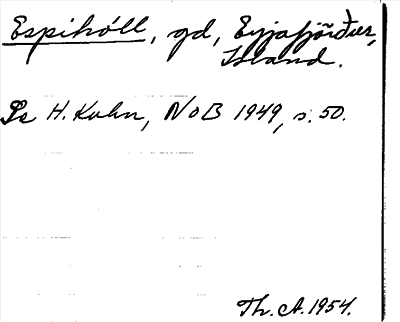 Espihóll, gd, Eyjafjörður,
Island.
Se H. Kuhn, NoB 1949, s. 50.
Th. A. 1954.